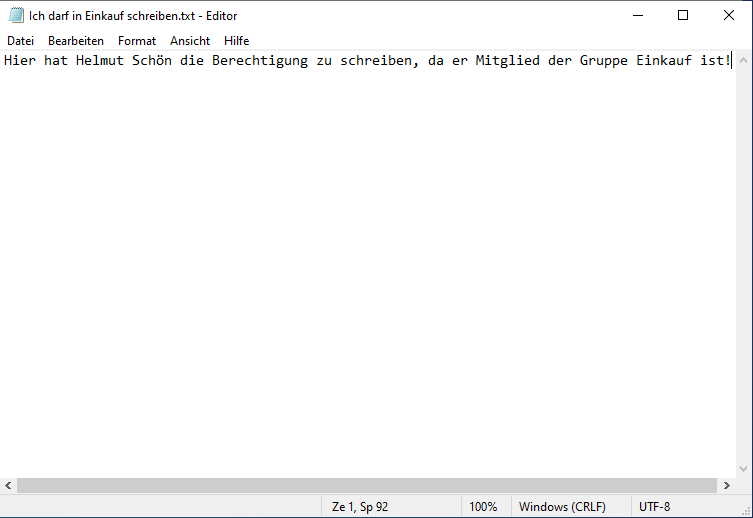 Ich darf in Einkauf schreiben.txt - Editor
Datei Bearbeiten Format Ansicht Hilfe
Hier hat Helmut Schön die Berechtigung zu schreiben, da er Mitglied der Gruppe Einkauf ist!
Ze 1, Sp 92 100% Windows (CRLF) UTF-8